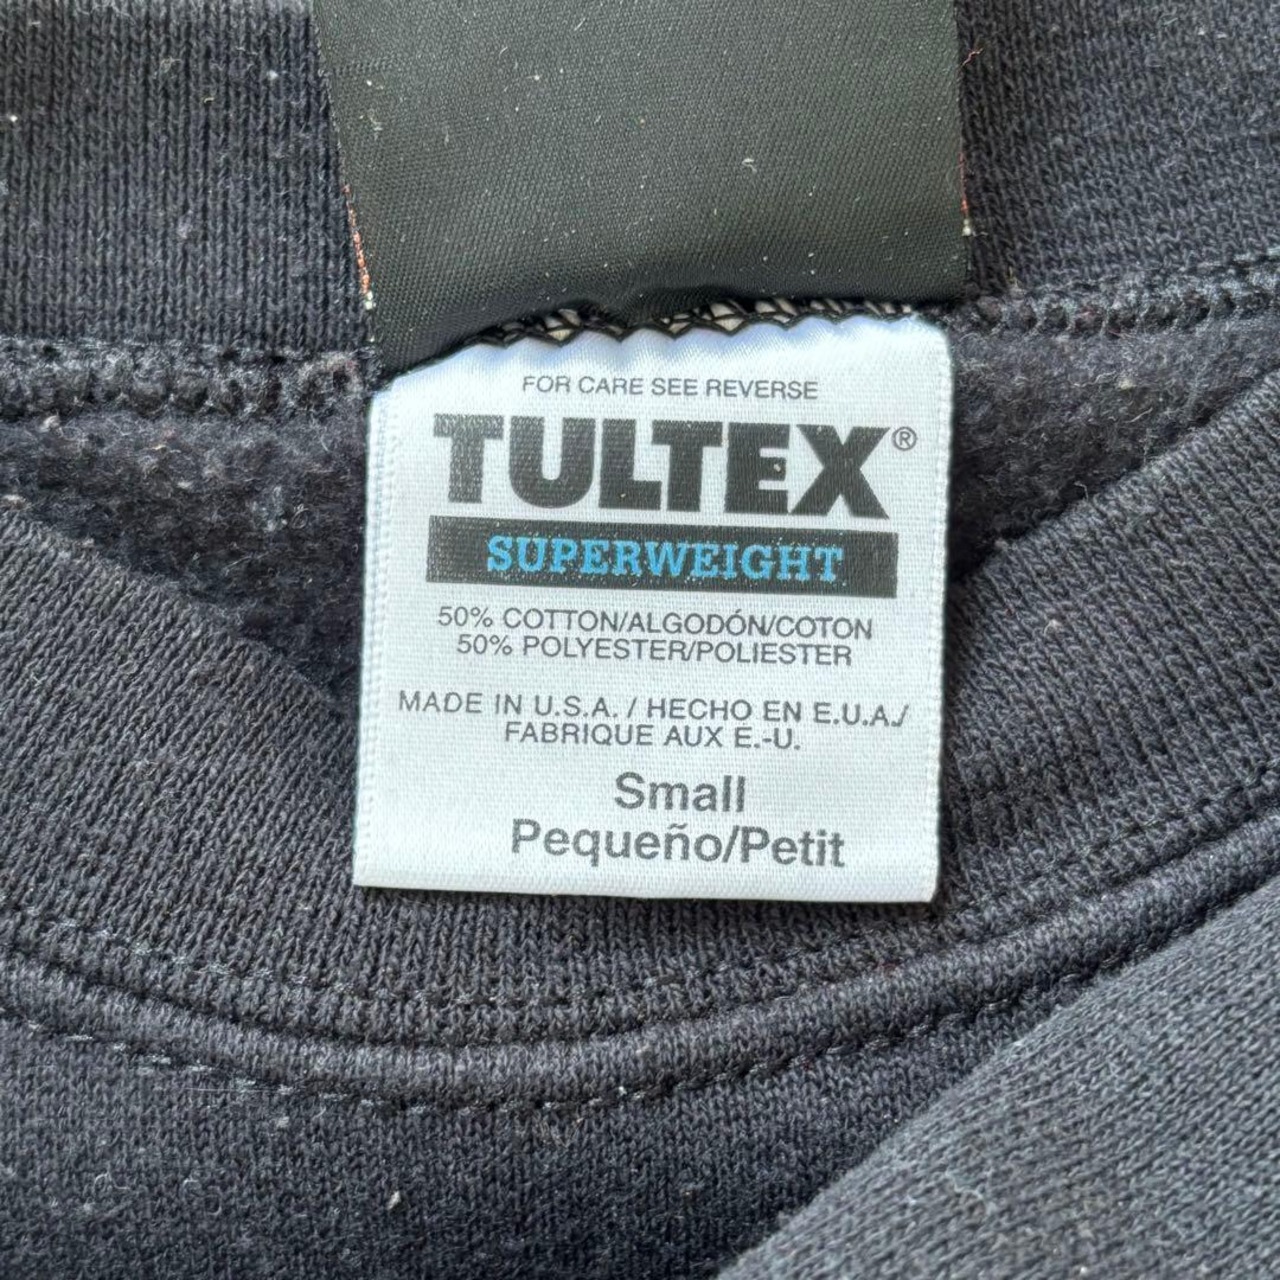 FOR CARE SEE REVERSE
TULTEX®
SUPERWEIGHT
50% COTTON/ALGODÓN/COTON
50% POLYESTER/POLIESTER
MADE IN U.S.A. / HECHO EN E.U.A./
FABRIQUE AUX É.-U.
Small
Pequeño/Petit